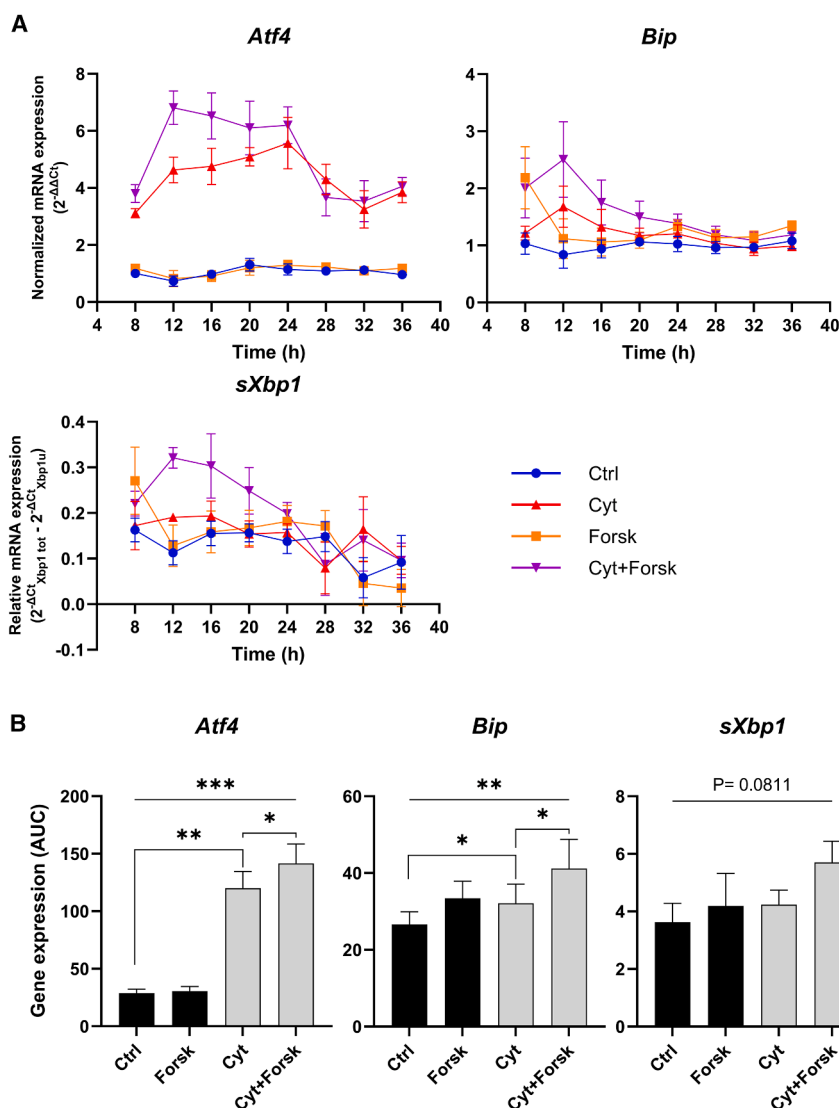 A
Atf4
Normalized mRNA expression
(2-ΔΔCt)
8
6
4
2
0
4 8 12 16 20 24 28 32 36 40
Time (h)
Bip
4
3
2
1
0
4 8 12 16 20 24 28 32 36 40
Time (h)
sXbp1
Relative mRNA expression
(2-ΔCt Xbp1 tot - 2-ΔCt Xbp1u)
0.4
0.3
0.2
0.1
0.0
-0.1
8 12 16 20 24 28 32 36 40
Time (h)
Ctrl
Cyt
Forsk
Cyt+Forsk
B
Atf4
Gene expression (AUC)
200
150
100
50
0
***
**
*
Ctrl Forsk Cyt Cyt+Forsk
Bip
60
40
20
0
**
*
*
Ctrl Forsk Cyt Cyt+Forsk
sXbp1
8
6
4
2
0
P= 0.0811
Ctrl Forsk Cyt Cyt+Forsk